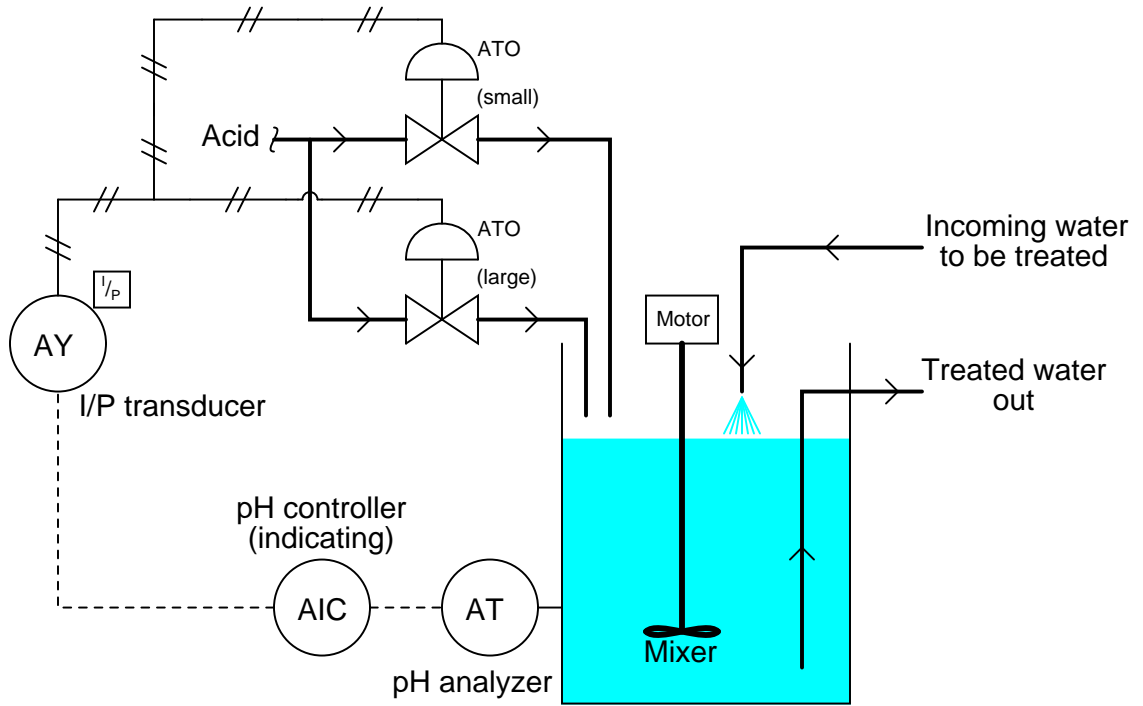 ATO
(small)
Acid
ATO
(large)
Incoming water
to be treated
I/P
AY
I/P transducer
Motor
Treated water
out
pH controller
(indicating)
AIC
AT
pH analyzer
Mixer